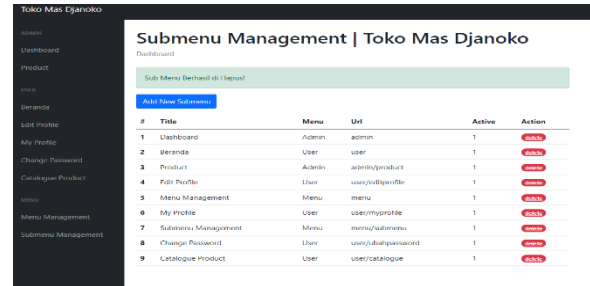 Toko Mas Djanoko
ADMIN
Dashboard
Product
USER
Beranda
Edit Profile
My Profile
Change Password
Catalogue Product
MENU
Menu Management
Submenu Management
Submenu Management | Toko Mas Djanoko
Dashboard
Sub Menu Berhasil di Hapus!
Add New Submenu
# Title Menu Url Active Action
1 Dashboard Admin admin 1 delete
2 Beranda User user 1 delete
3 Product Admin admin/product 1 delete
4 Edit Profile User user/editprofile 1 delete
5 Menu Management Menu menu 1 delete
6 My Profile User user/myprofile 1 delete
7 Submenu Management Menu menu/submenu 1 delete
8 Change Password User user/ubahpassword 1 delete
9 Catalogue Product User user/catalogue 1 delete